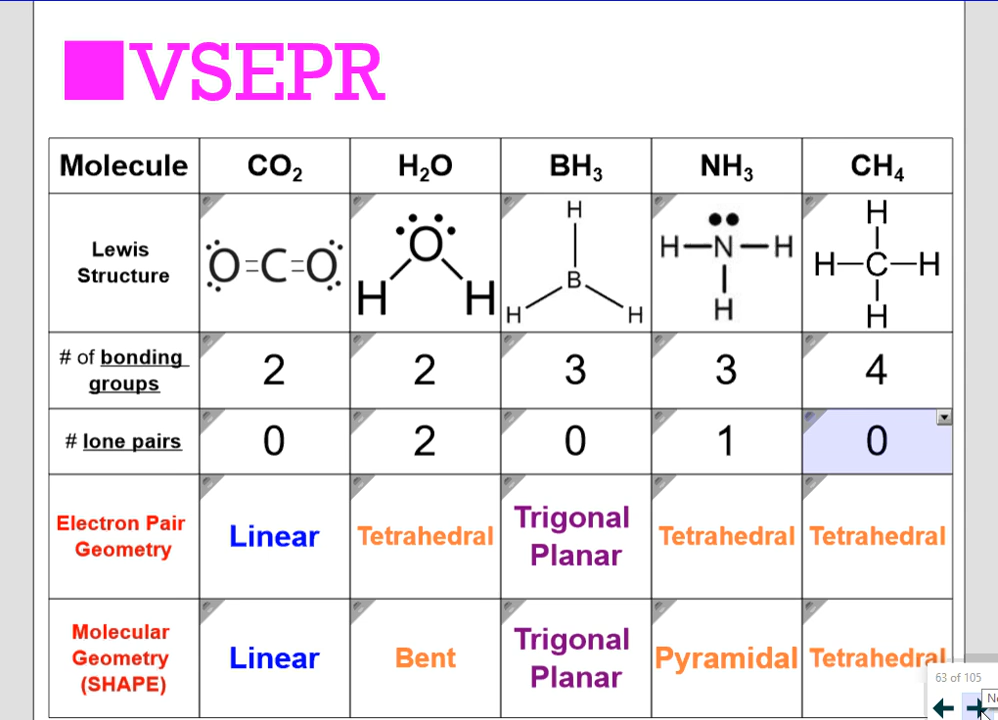 VSEPR
Molecule CO₂ H₂O BH₃ NH₃ CH₄
Lewis
Structure
O=C=O
O
H H
H
B
H H
H—N—H
H
H
H—C—H
H
# of bonding
groups
2 2 3 3 4
# lone pairs 0 2 0 1 0
Electron Pair
Geometry
Linear
Tetrahedral
Trigonal
Planar
Tetrahedral
Tetrahedral
Molecular
Geometry
(SHAPE)
Linear
Bent
Trigonal
Planar
Pyramidal
Tetrahedral
63 of 105